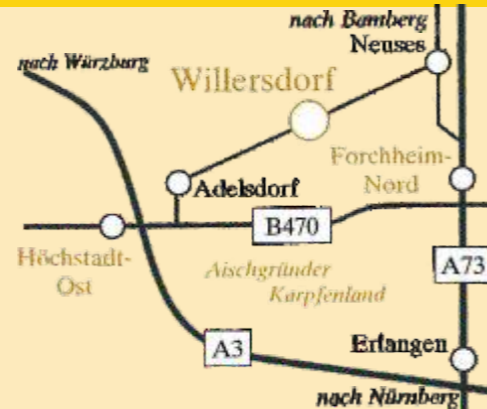 nach Bamberg
Neuses
nach Würzburg
Willersdorf
Forchheim-
Nord
Adelsdorf
B470
Höchstadt-
Ost
Aischgründer
Karpfenland
A73
A3
Erlangen
nach Nürnberg